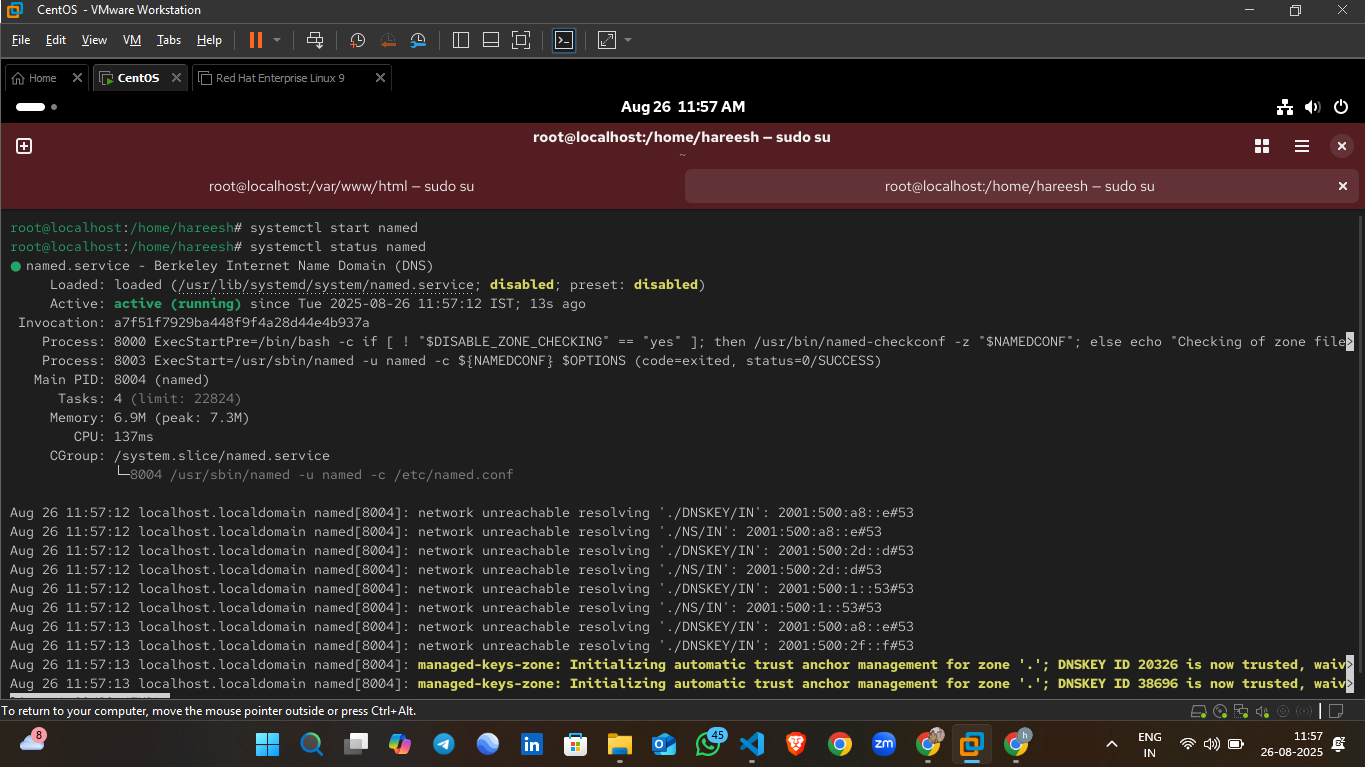 CentOS - VMware Workstation
File Edit View VM Tabs Help
Home CentOS Red Hat Enterprise Linux 9
Aug 26 11:57 AM
root@localhost:/home/hareesh — sudo su
~
root@localhost:/var/www/html — sudo su root@localhost:/home/hareesh — sudo su
root@localhost:/home/hareesh# systemctl start named
root@localhost:/home/hareesh# systemctl status named
● named.service - Berkeley Internet Name Domain (DNS)
Loaded: loaded (/usr/lib/systemd/system/named.service; disabled; preset: disabled)
Active: active (running) since Tue 2025-08-26 11:57:12 IST; 13s ago
Invocation: a7f51f7929ba448f9f4a28d44e4b937a
Process: 8000 ExecStartPre=/bin/bash -c if [ ! "$DISABLE_ZONE_CHECKING" == "yes" ]; then /usr/bin/named-checkconf -z "$NAMEDCONF"; else echo "Checking of zone file>
Process: 8003 ExecStart=/usr/sbin/named -u named -c ${NAMEDCONF} $OPTIONS (code=exited, status=0/SUCCESS)
Main PID: 8004 (named)
Tasks: 4 (limit: 22824)
Memory: 6.9M (peak: 7.3M)
CPU: 137ms
CGroup: /system.slice/named.service
└─8004 /usr/sbin/named -u named -c /etc/named.conf
Aug 26 11:57:12 localhost.localdomain named[8004]: network unreachable resolving './DNSKEY/IN': 2001:500:a8::e#53
Aug 26 11:57:12 localhost.localdomain named[8004]: network unreachable resolving './NS/IN': 2001:500:a8::e#53
Aug 26 11:57:12 localhost.localdomain named[8004]: network unreachable resolving './DNSKEY/IN': 2001:500:2d::d#53
Aug 26 11:57:12 localhost.localdomain named[8004]: network unreachable resolving './NS/IN': 2001:500:2d::d#53
Aug 26 11:57:12 localhost.localdomain named[8004]: network unreachable resolving './DNSKEY/IN': 2001:500:1::53#53
Aug 26 11:57:12 localhost.localdomain named[8004]: network unreachable resolving './NS/IN': 2001:500:1::53#53
Aug 26 11:57:13 localhost.localdomain named[8004]: network unreachable resolving './DNSKEY/IN': 2001:500:a8::e#53
Aug 26 11:57:13 localhost.localdomain named[8004]: network unreachable resolving './DNSKEY/IN': 2001:500:2f::f#53
Aug 26 11:57:13 localhost.localdomain named[8004]: managed-keys-zone: Initializing automatic trust anchor management for zone '.'; DNSKEY ID 20326 is now trusted, waiv>
Aug 26 11:57:13 localhost.localdomain named[8004]: managed-keys-zone: Initializing automatic trust anchor management for zone '.'; DNSKEY ID 38696 is now trusted, waiv>
To return to your computer, move the mouse pointer outside or press Ctrl+Alt.
8
in
45
zm
h
ENG
IN
11:57
26-08-2025